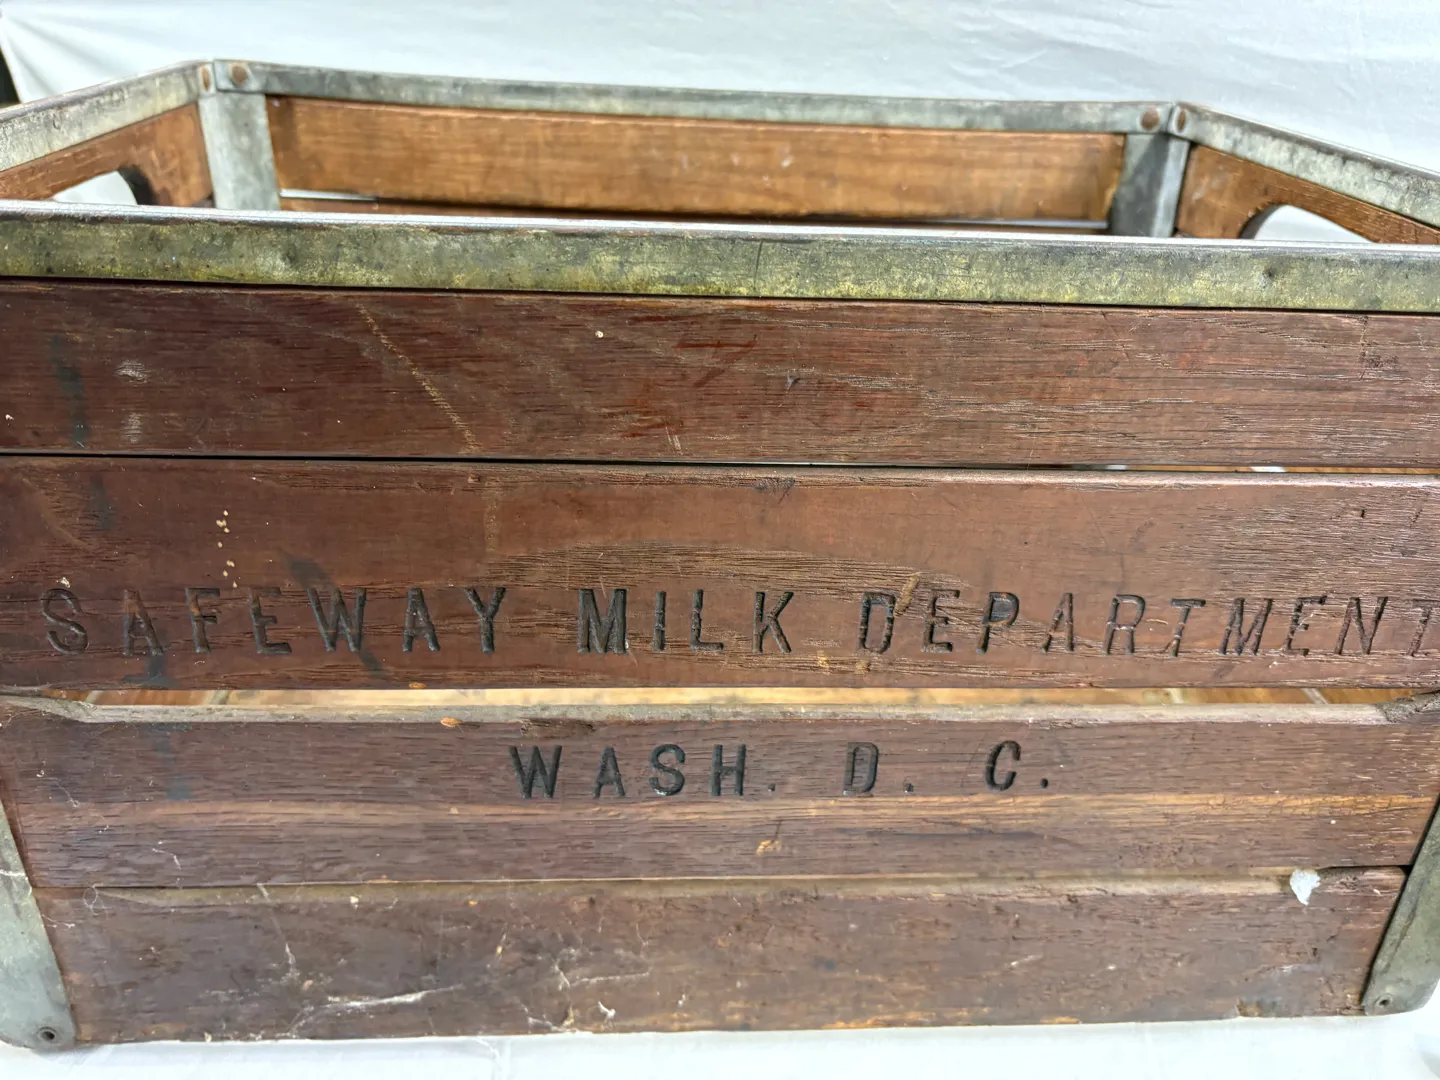 SAFEWAY MILK DEPARTMENT
WASH. D. C.